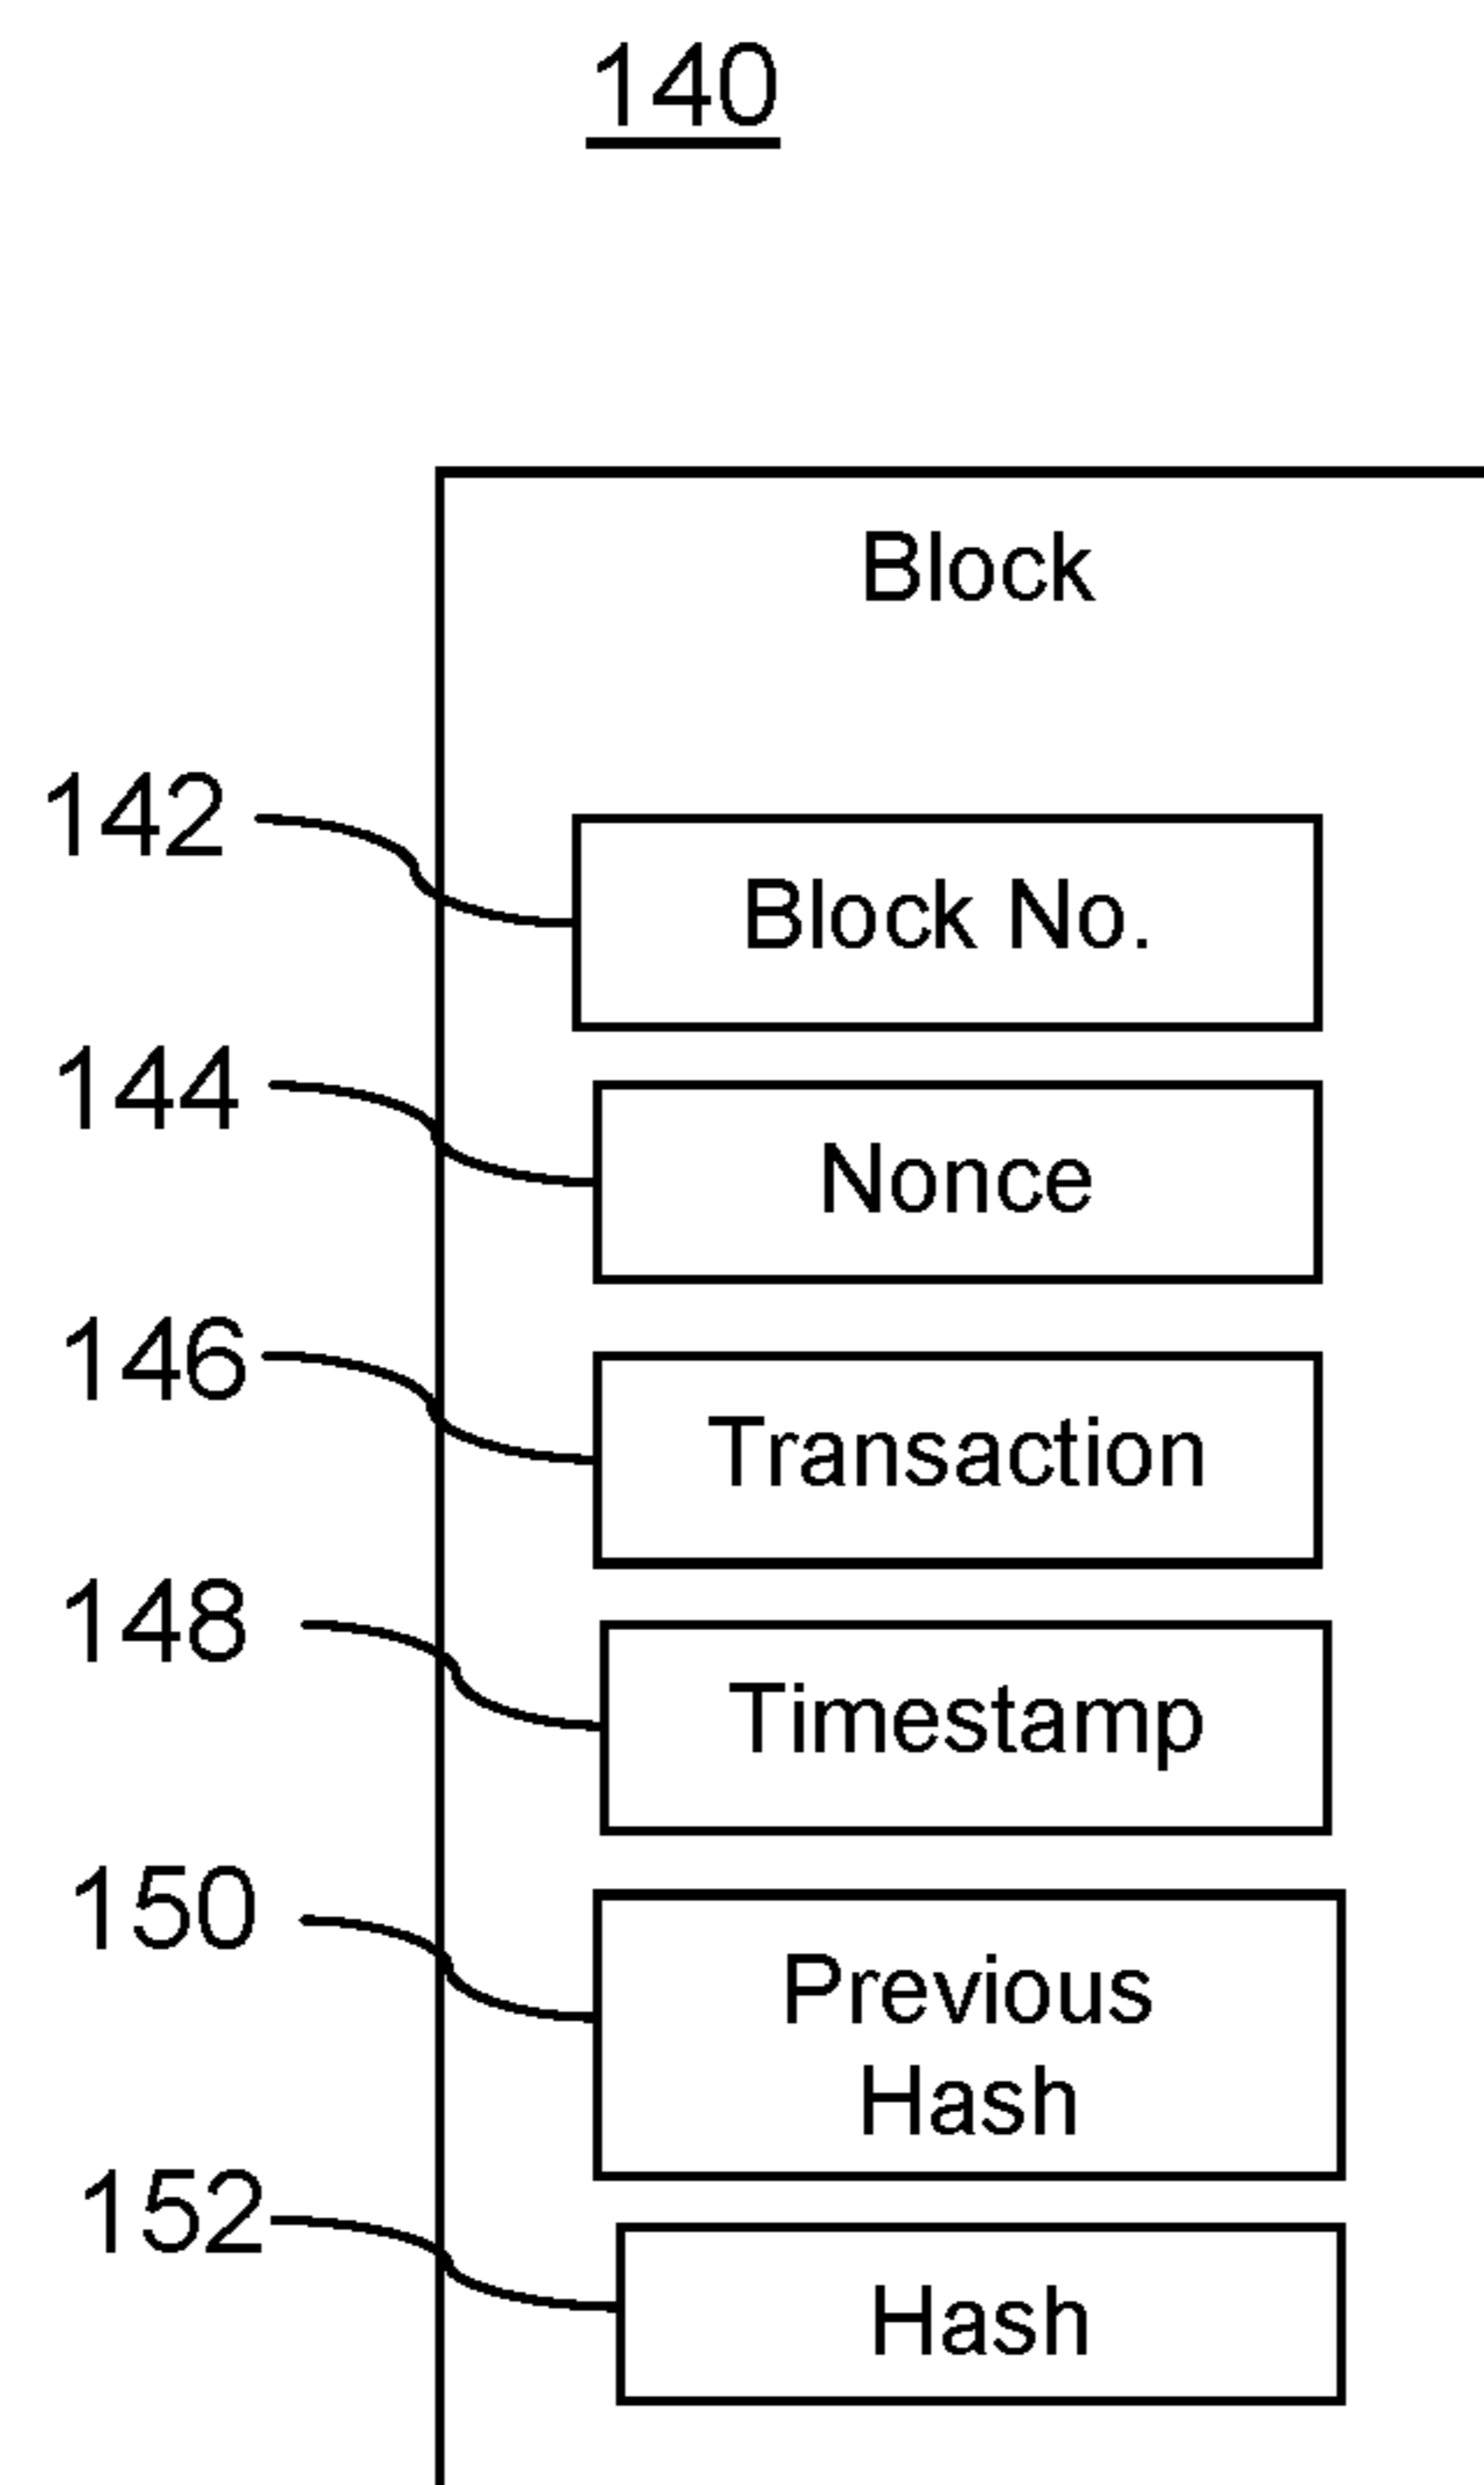 140
Block
142
Block No.
144
Nonce
146
Transaction
148
Timestamp
150
Previous
Hash
152
Hash